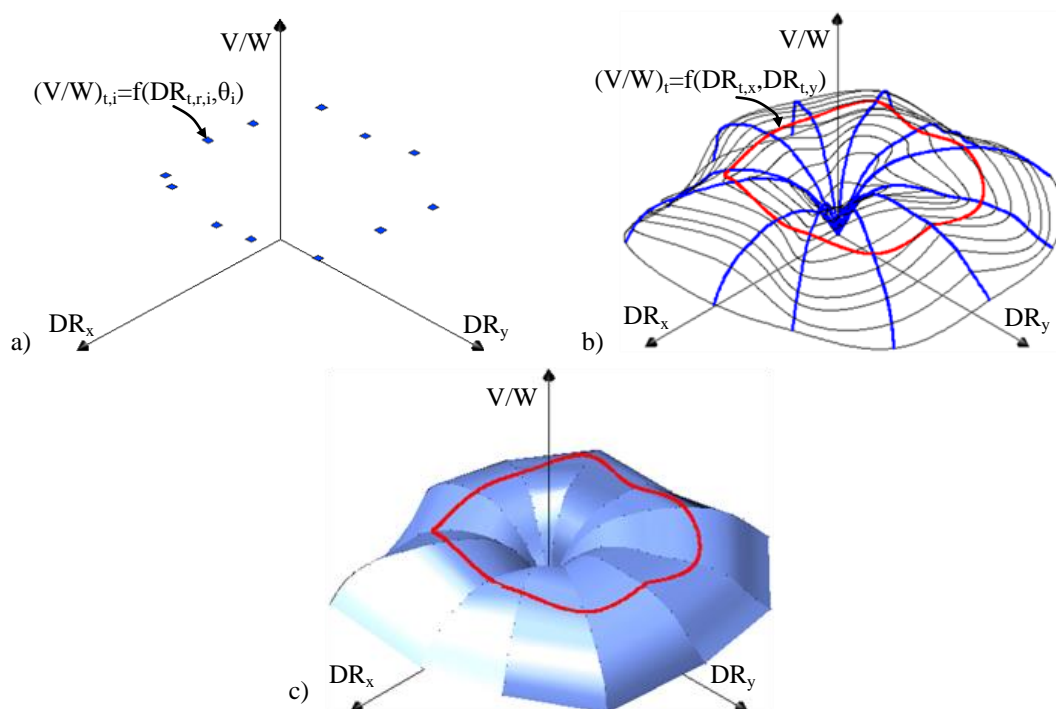 V/W
(V/W)t,i=f(DRt,r,i,θi)
DRx
DRy
a)
V/W
(V/W)t=f(DRt,x,DRt,y)
DRx
DRy
b)
V/W
DRx
DRy
c)